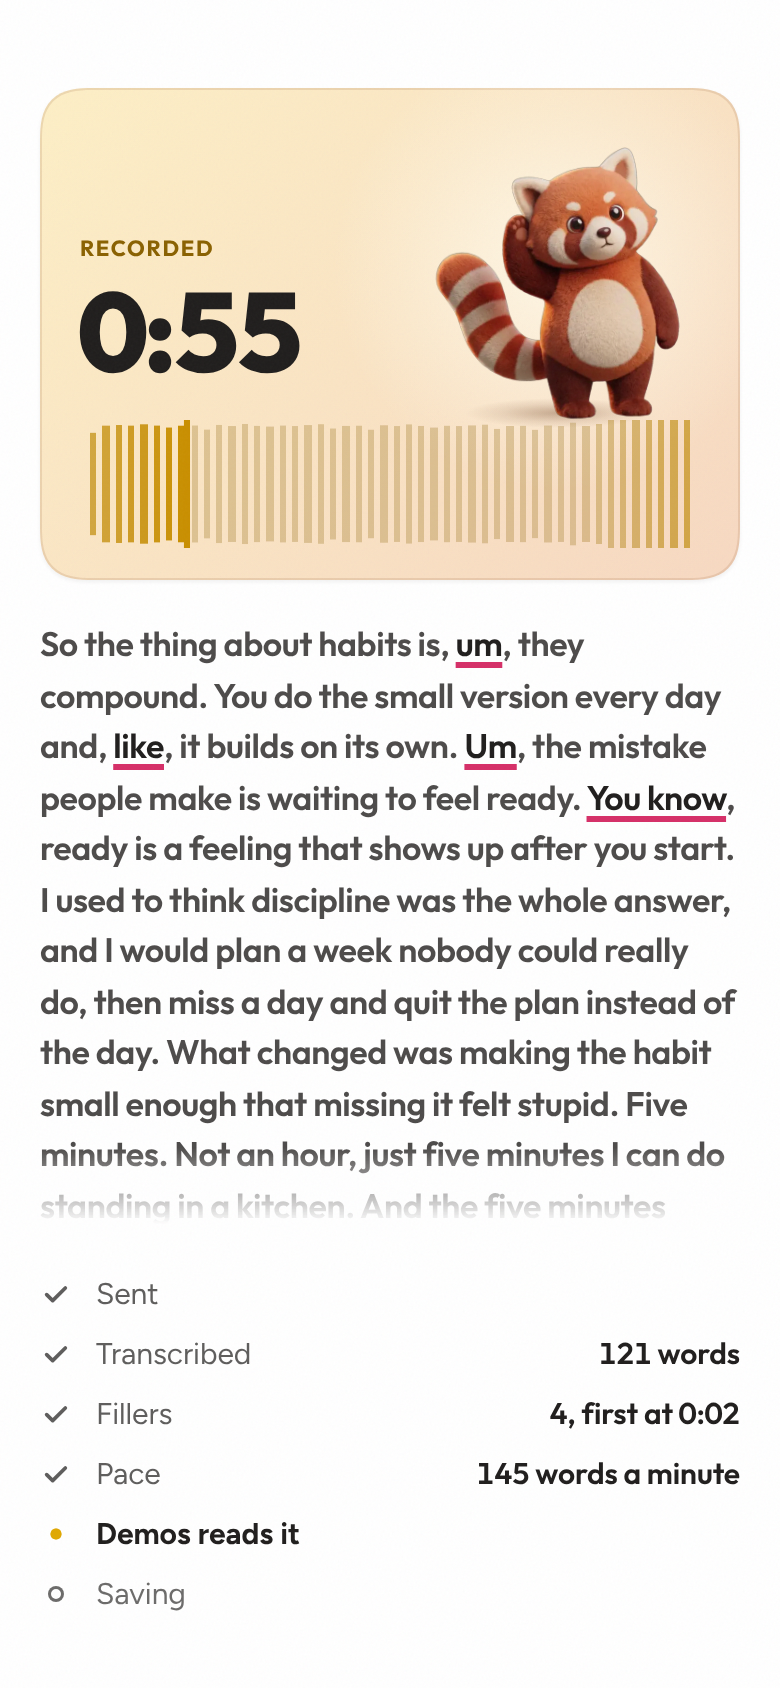 RECORDED
0:55
So the thing about habits is, um, they
compound. You do the small version every day
and, like, it builds on its own. Um, the mistake
people make is waiting to feel ready. You know,
ready is a feeling that shows up after you start.
I used to think discipline was the whole answer,
and I would plan a week nobody could really
do, then miss a day and quit the plan instead of
the day. What changed was making the habit
small enough that missing it felt stupid. Five
minutes. Not an hour, just five minutes I can do
standing in a kitchen. And the five minutes
Sent
Transcribed 121 words
Fillers 4, first at 0:02
Pace 145 words a minute
Demos reads it
Saving